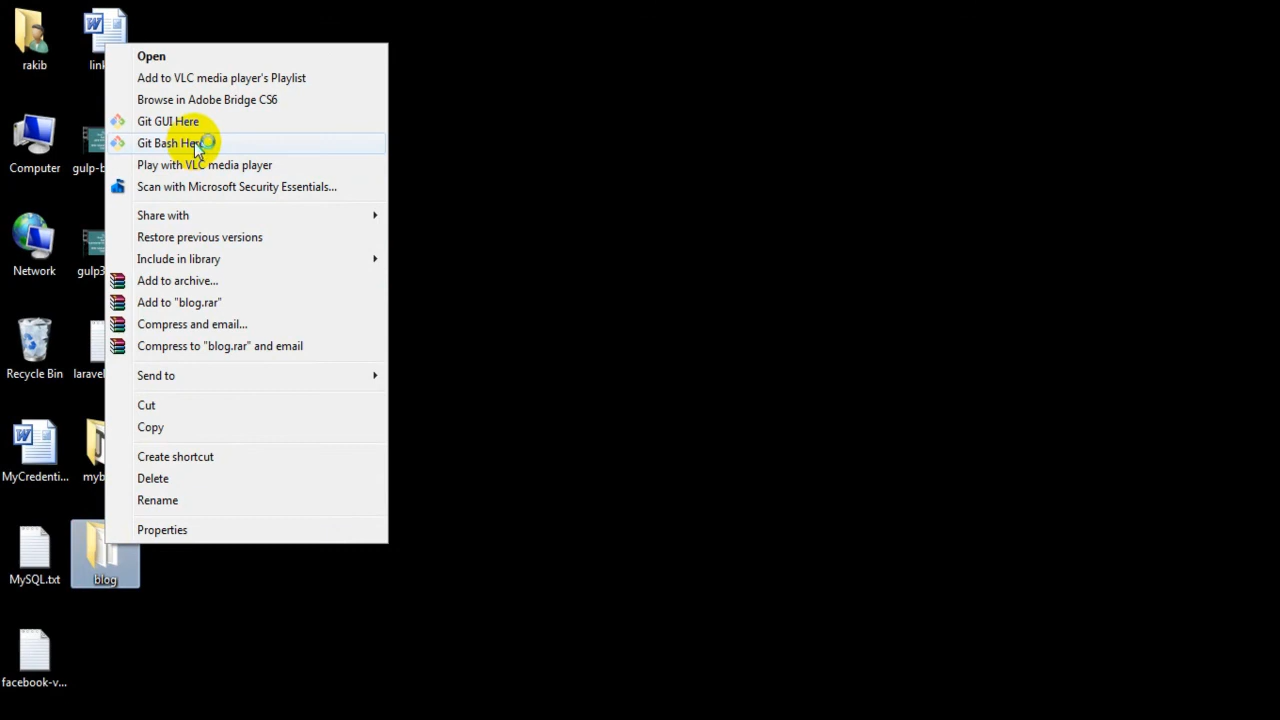 rakib
Computer
Network
Recycle Bin
MyCredenti...
MySQL.txt
facebook-v...
link
gulp-b
gulp3
laravel
myb
blog
Open
Add to VLC media player's Playlist
Browse in Adobe Bridge CS6
Git GUI Here
Git Bash Here
Play with VLC media player
Scan with Microsoft Security Essentials...
Share with
Restore previous versions
Include in library
Add to archive...
Add to "blog.rar"
Compress and email...
Compress to "blog.rar" and email
Send to
Cut
Copy
Create shortcut
Delete
Rename
Properties